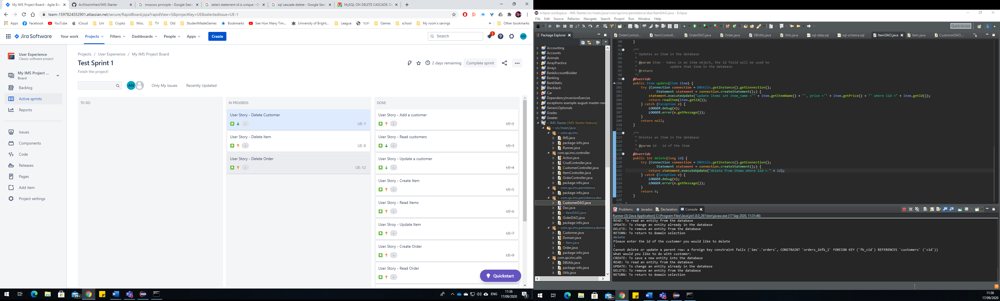 My IMS Project Board - Agile Boa
AviNissimHart/IMS-Starter
moscow principle - Google Searc
select statement id is unique - Go
sql cascade delete - Google Sear
MySQL ON DELETE CASCADE: De
team-1597824352901.atlassian.net/secure/RapidBoard.jspa?rapidView=5&projectKey=UE&selectedIssue=UE-1
Apps Facebook YouTube iCloud Uni Crypto Misc. TV Old StudentMadeGames Bookmarks See How Many Tim... University of Bright... League יזכור Games school My room's savings » Other bookmarks
Jira Software Your work Projects Filters Dashboards People Apps Create Search 1 AN
User Experience
Classic software project
My IMS Project ...
Board
Backlog
Active sprints
Reports
Issues
Components
Code
Releases
Pages
Add item
Project settings
Projects / User Experience / My IMS Project Board
Test Sprint 1
2 days remaining Complete sprint
Finish the project!
AN Only My Issues Recently Updated
TO DO
IN PROGRESS
User Story - Delete Customer
- UE-1
User Story - Delete Item
- UE-8
User Story - Delete Order
- UE-12
DONE
User Story - Add a customer
- UE-2
User Story - Read customers
- UE-3
User Story - Update a customer
- UE-4
User Story - Create Item
- UE-5
User Story - Read Items
- UE-6
User Stroy - Update Item
- UE-7
User Story - Create Order
- UE-9
User Story - Read Order
-
Quickstart
99+ ENG 11:36
17/09/2020 3
eclipse-workspace - IMS-Starter/src/main/java/com/qa/ims/persistence/dao/ItemDAO.java - Eclipse
File Edit Source Refactor Navigate Search Project Run Window Help
Quick Access
Package Explorer
Accounting
Accounts
Animals
ArrayPractice
Arrays
BankAccountBuilder
Banking
BankStatic
BlackJack
Car
DependencyInversionExercise
exceptions-example-august-master-new
GenericOptionals
Grades
Greeter
> IMS-Starter [IMS-Starter feature]
> src/main/java
> com.qa.ims
IMS.java
package-info.java
Runner.java
com.qa.ims.controller
Action.java
CrudController.java
CustomerController.java
ItemController.java
OrderController.java
package-info.java
com.qa.ims.persistence
package-info.java
> com.qa.ims.persistence.dao
CustomerDAO.java
Dao.java
> ItemDAO.java
OrderDAO.java
package-info.java
> com.qa.ims.persistence.domai
Customer.java
Domain.java
> Item.java
Order.java
package-info.java
com.qa.ims.utils
DBUtils.java
package-info.java
Utils.java
OrderControl... ItemControll... OrderDAO.java Order.java DBUtils.java Utils.java sql-data.sql sql-schema.sql ItemDAO.java Item.java CustomerDAO....
90 }
91
92 /**
93 * Updates an item in the database
94 *
95 * @param item - takes in an item object, the id field will be used to
96 * update that item in the database
97 * @return
98 */
99 @Override
100 public Item update(Item item) {
101 try (Connection connection = DBUtils.getInstance().getConnection();
102 Statement statement = connection.createStatement();) {
103 statement.executeUpdate("update items set item_name ='" + item.getItemName() + "', price ='" + item.getPrice() + "' where iid =" + item.getId());
104 return readItem(item.getId());
105 } catch (Exception e) {
106 LOGGER.debug(e);
107 LOGGER.error(e.getMessage());
108 }
109 return null;
110 }
111
112 /**
113 * Deletes an item in the database
114 *
115 * @param id - id of the item
116 */
117 @Override
118 public int delete(long id) {
119 try (Connection connection = DBUtils.getInstance().getConnection();
120 Statement statement = connection.createStatement();) {
121 return statement.executeUpdate("delete from items where iid = " + id);
122 } catch (Exception e) {
123 LOGGER.debug(e);
124 LOGGER.error(e.getMessage());
125 }
126 return 0;
127 }
128
Problems Javadoc Declaration Console
Runner (3) [Java Application] C:\Program Files\Java\jre1.8.0_261\bin\javaw.exe (17 Sep 2020, 11:31:46)
READ: To read an entity from the database
UPDATE: To change an entity already in the database
DELETE: To remove an entity from the database
RETURN: To return to domain selection
delete
Please enter the id of the customer you would like to delete
1
Cannot delete or update a parent row: a foreign key constraint fails (`ims`.`orders`, CONSTRAINT `orders_ibfk_1` FOREIGN KEY (`fk_cid`) REFERENCES `customers` (`cid`))
What would you like to do with customer:
CREATE: To save a new entity into the database
READ: To read an entity from the database
UPDATE: To change an entity already in the database
DELETE: To remove an entity from the database
RETURN: To return to domain selection
99+ 11:36
17/09/2020